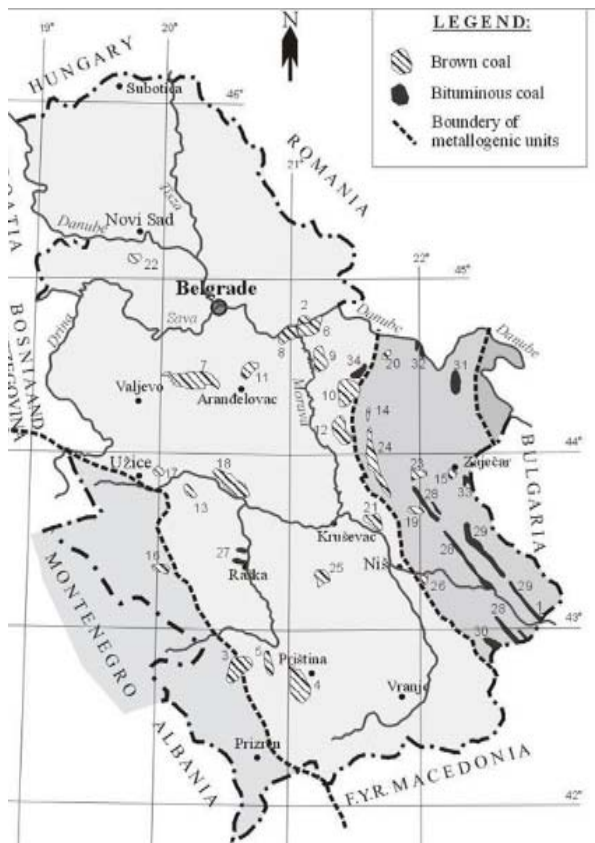 N
LEGEND:
Brown coal
Bituminous coal
Boundery of
metallogenic units
19°
20°
HUNGARY
Subotica
46°
ROMANIA
21°
Tisza
Danube
Novi Sad
22
22°
45°
CATIA
Belgrade
Sava
Drina
BOSNIA AND
ZEGOVINA
2
6
8
9
Danube
Danube
20
32
31
34
7
11
Valjevo
Aranđelovac
Morava
10
14
12
24
44°
BULGARIA
Užice
17
18
13
23
Zaječar
15
33
28
19
21
Kruševac
29
16
27
Raška
25
Niš
26
26
28
29
1
30
43°
MONTENEGRO
3
5
Priština
4
Vranje
ALBANIA
Prizren
F.Y.R. MACEDONIA
42°